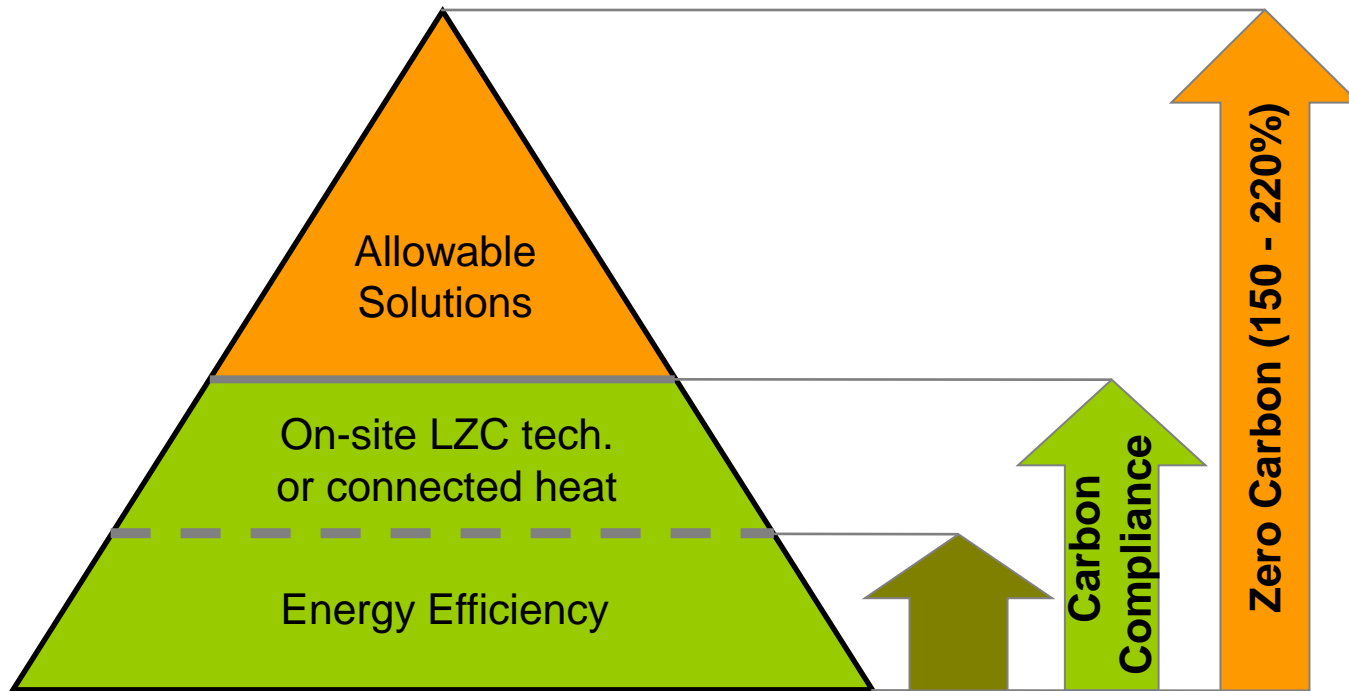 Allowable
Solutions
On-site LZC tech.
or connected heat
Energy Efficiency
Carbon
Compliance
Zero Carbon (150 - 220%)